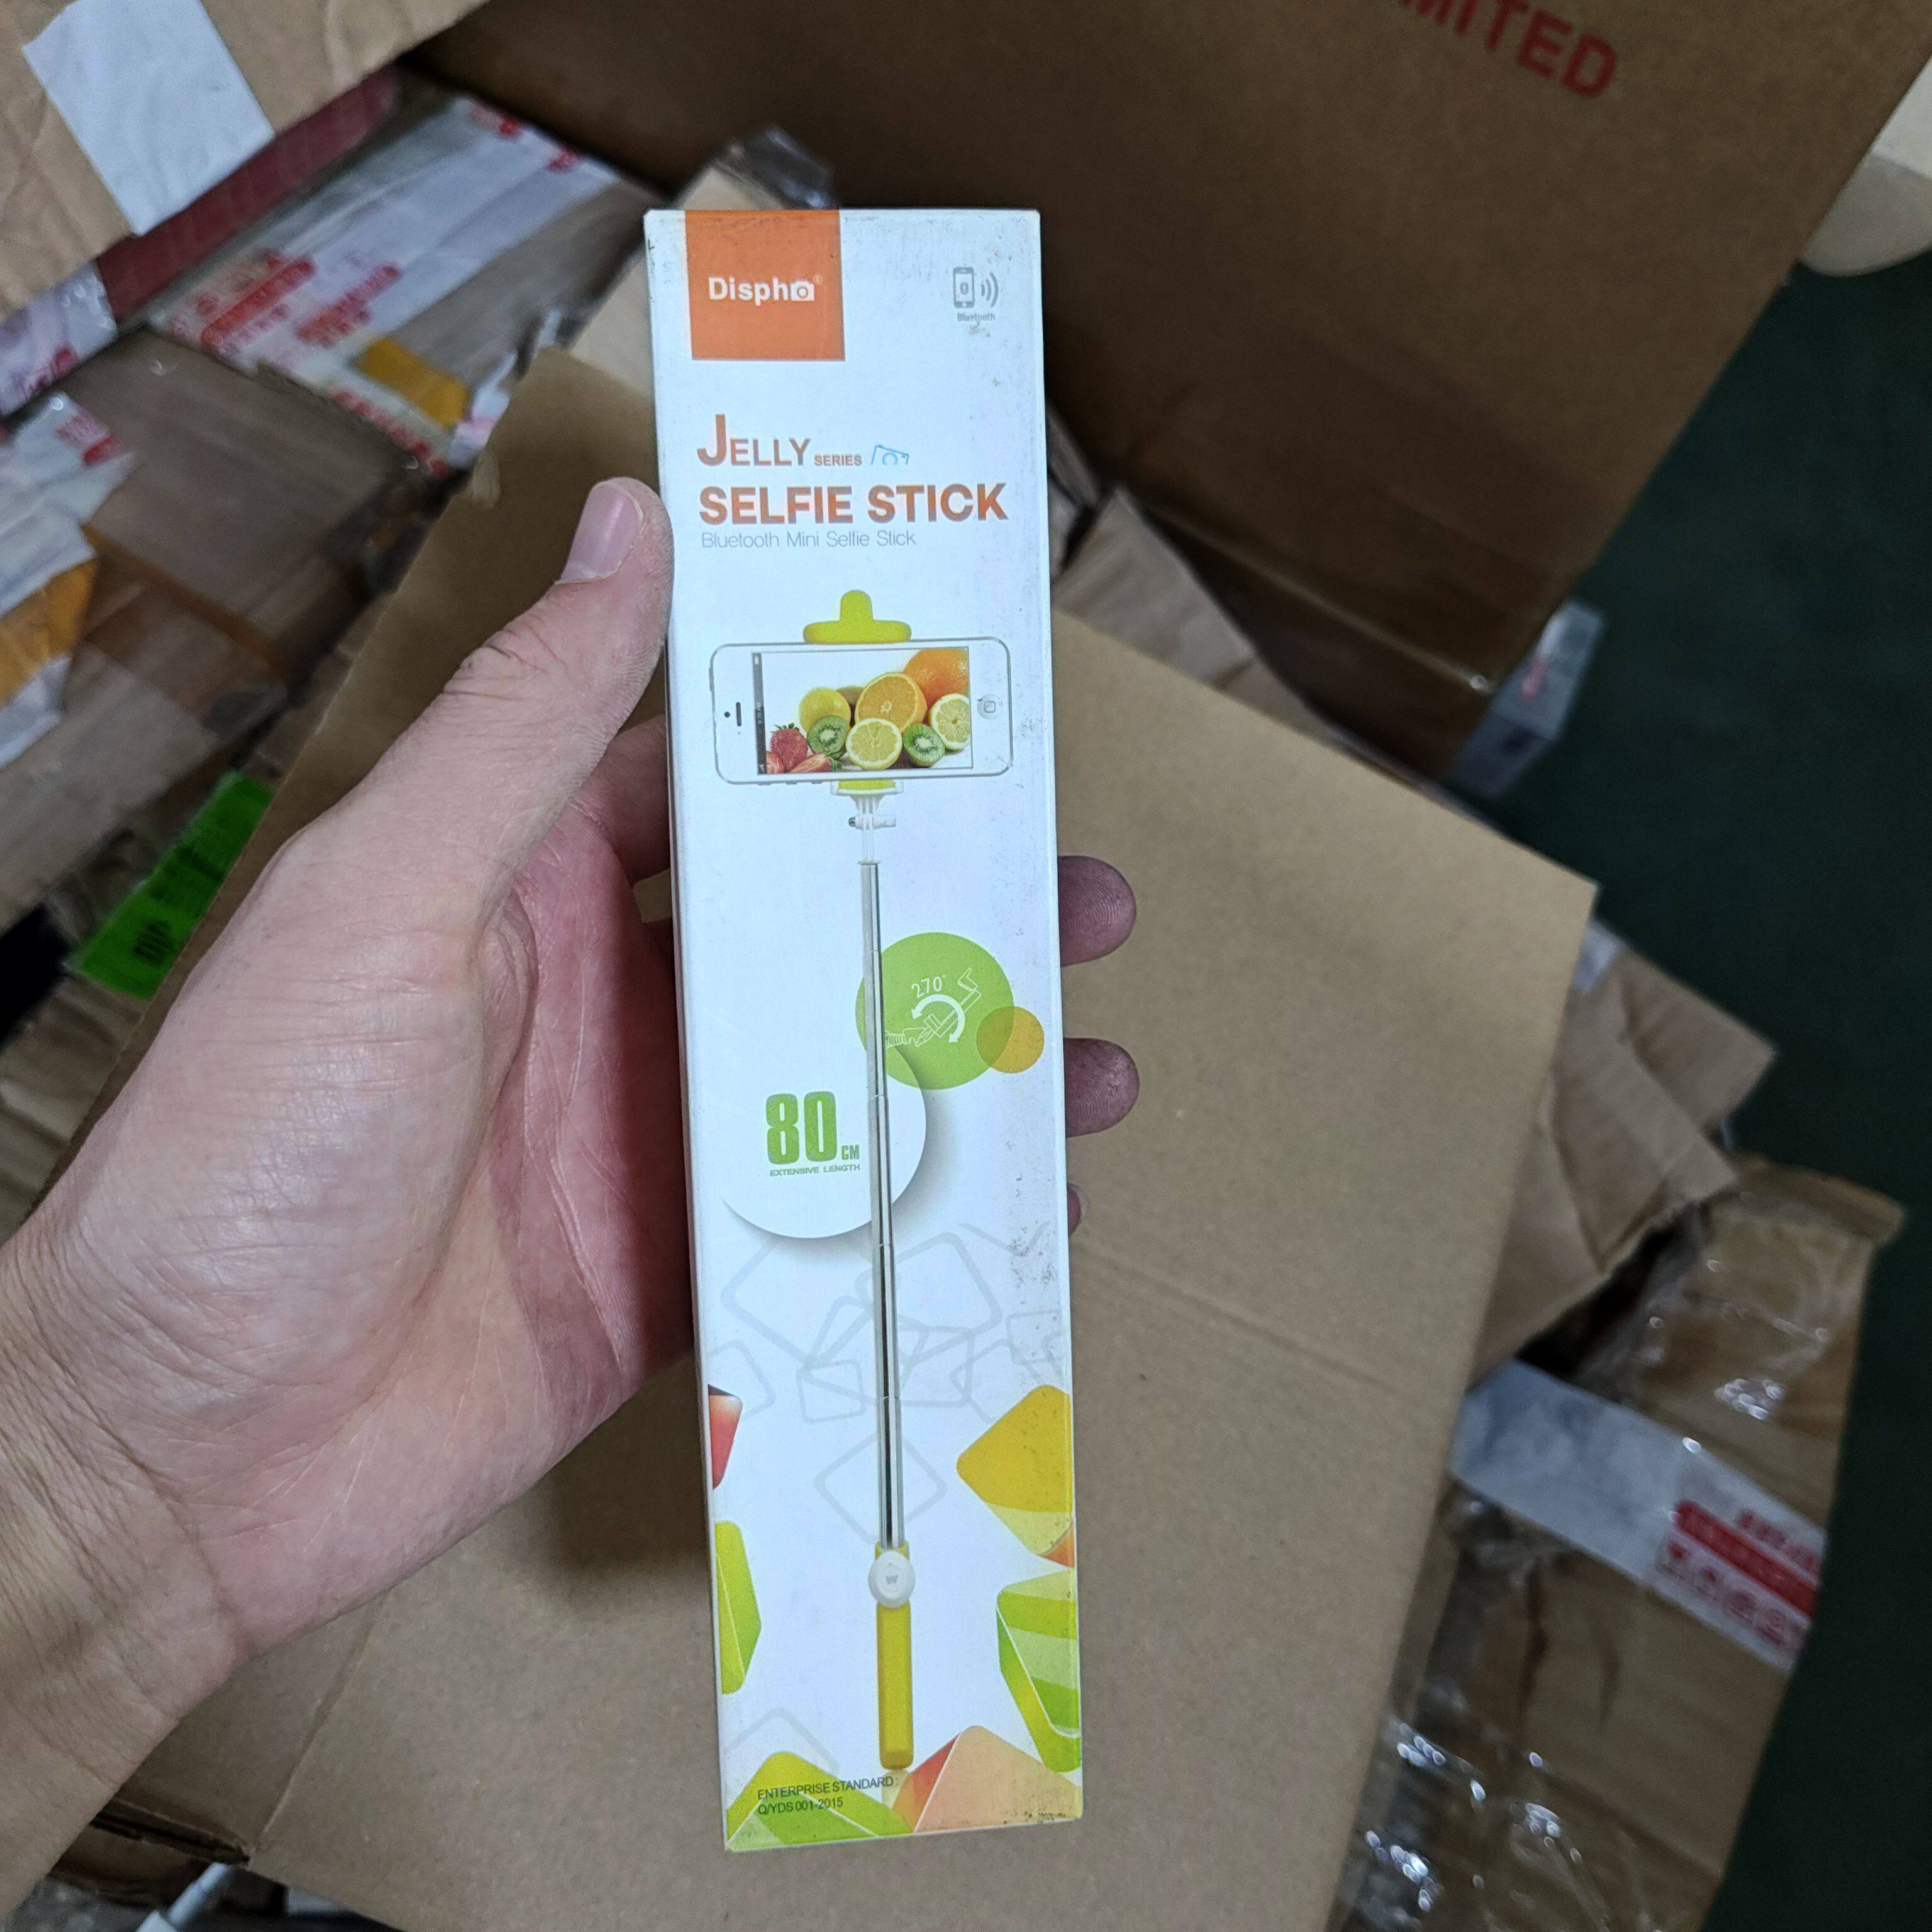 MITED
Dispho®
Bluetooth
JELLY SERIES
SELFIE STICK
Bluetooth Mini Selfie Stick
270°
80 CM
EXTENSIVE LENGTH
ENTERPRISE STANDARD :
Q/YDS 001-2015